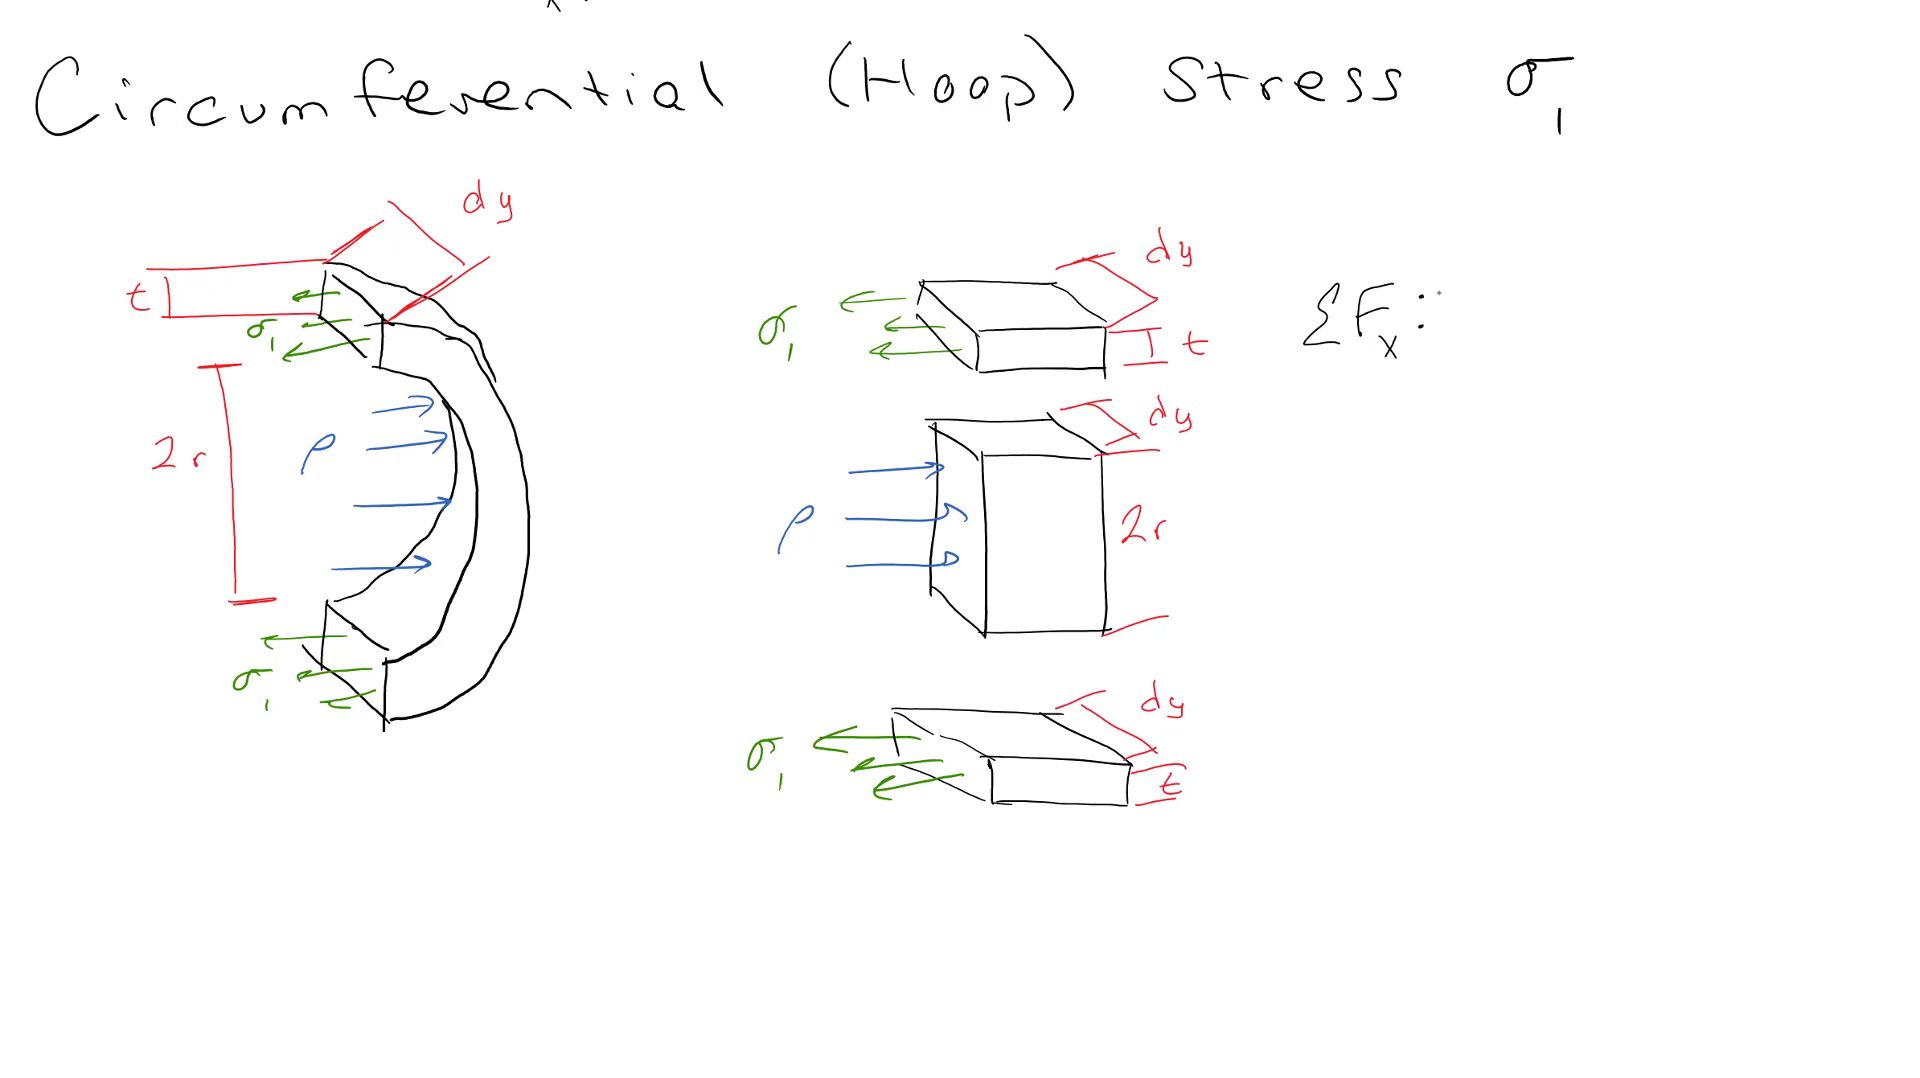 Circumferential (Hoop) Stress σ₁
dy
t
σ₁
2r
ρ
σ₁
dy
σ₁
t
dy
ρ
2r
dy
σ₁
t
ΣFₓ: